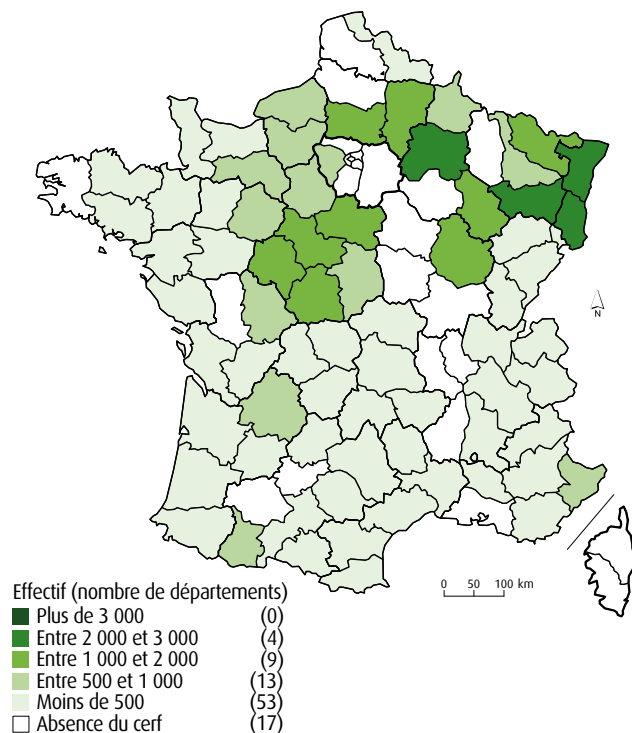 N
0 50 100 km
Effectif (nombre de départements)
Plus de 3 000 (0)
Entre 2 000 et 3 000 (4)
Entre 1 000 et 2 000 (9)
Entre 500 et 1 000 (13)
Moins de 500 (53)
Absence du cerf (17)